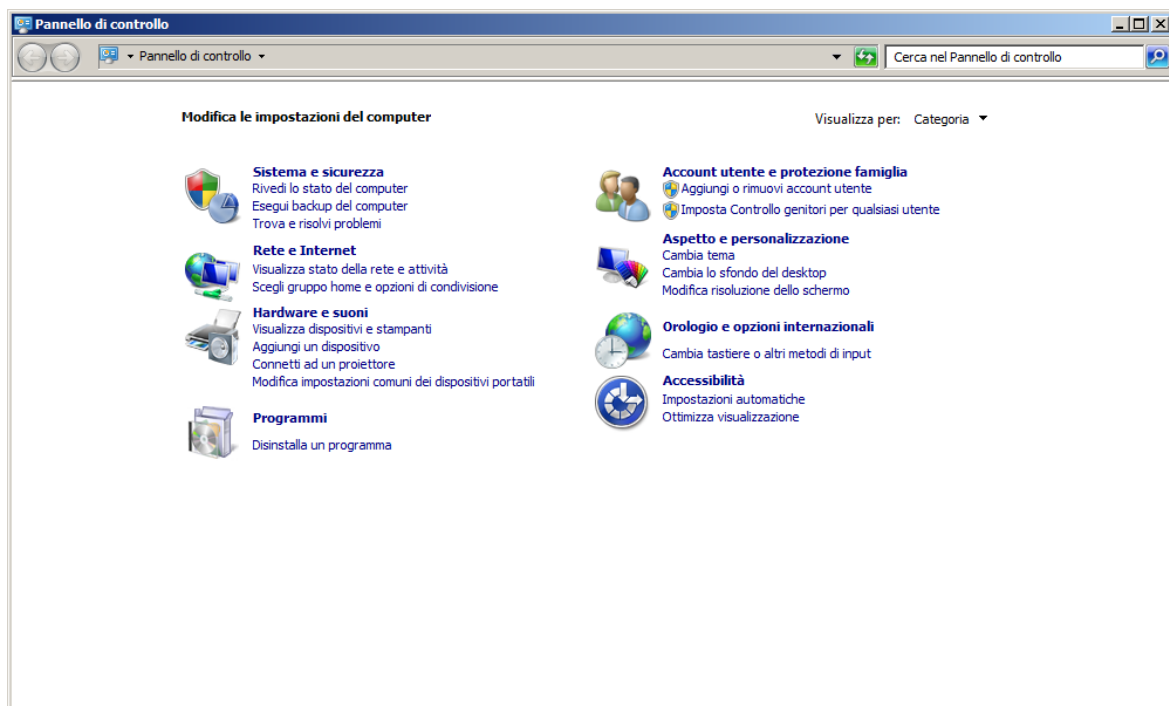 Pannello di controllo
Pannello di controllo
Cerca nel Pannello di controllo
Modifica le impostazioni del computer
Visualizza per: Categoria
Sistema e sicurezza
Rivedi lo stato del computer
Esegui backup del computer
Trova e risolvi problemi
Rete e Internet
Visualizza stato della rete e attività
Scegli gruppo home e opzioni di condivisione
Hardware e suoni
Visualizza dispositivi e stampanti
Aggiungi un dispositivo
Connetti ad un proiettore
Modifica impostazioni comuni dei dispositivi portatili
Programmi
Disinstalla un programma
Account utente e protezione famiglia
Aggiungi o rimuovi account utente
Imposta Controllo genitori per qualsiasi utente
Aspetto e personalizzazione
Cambia tema
Cambia lo sfondo del desktop
Modifica risoluzione dello schermo
Orologio e opzioni internazionali
Cambia tastiere o altri metodi di input
Accessibilità
Impostazioni automatiche
Ottimizza visualizzazione